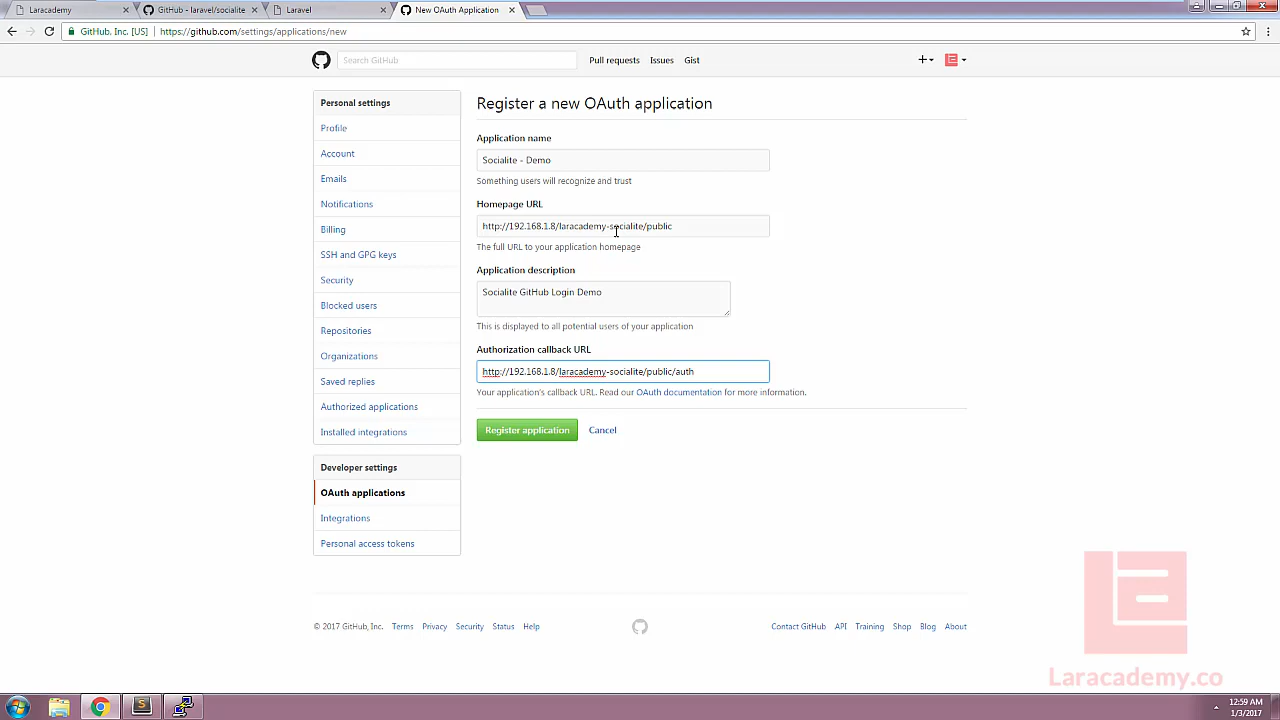 Laracademy
GitHub - laravel/socialite
Laravel
New OAuth Application
GitHub, Inc. [US]
https://github.com/settings/applications/new
Search GitHub
Pull requests
Issues
Gist
Personal settings
Profile
Account
Emails
Notifications
Billing
SSH and GPG keys
Security
Blocked users
Repositories
Organizations
Saved replies
Authorized applications
Installed integrations
Developer settings
OAuth applications
Integrations
Personal access tokens
Register a new OAuth application
Application name
Socialite - Demo
Something users will recognize and trust
Homepage URL
http://192.168.1.8/laracademy-socialite/public
The full URL to your application homepage
Application description
Socialite GitHub Login Demo
This is displayed to all potential users of your application
Authorization callback URL
http://192.168.1.8/laracademy-socialite/public/auth
Your application's callback URL. Read our OAuth documentation for more information.
Register application
Cancel
© 2017 GitHub, Inc.
Terms
Privacy
Security
Status
Help
Contact GitHub
API
Training
Shop
Blog
About
Laracademy.co
12:59 AM
1/3/2017